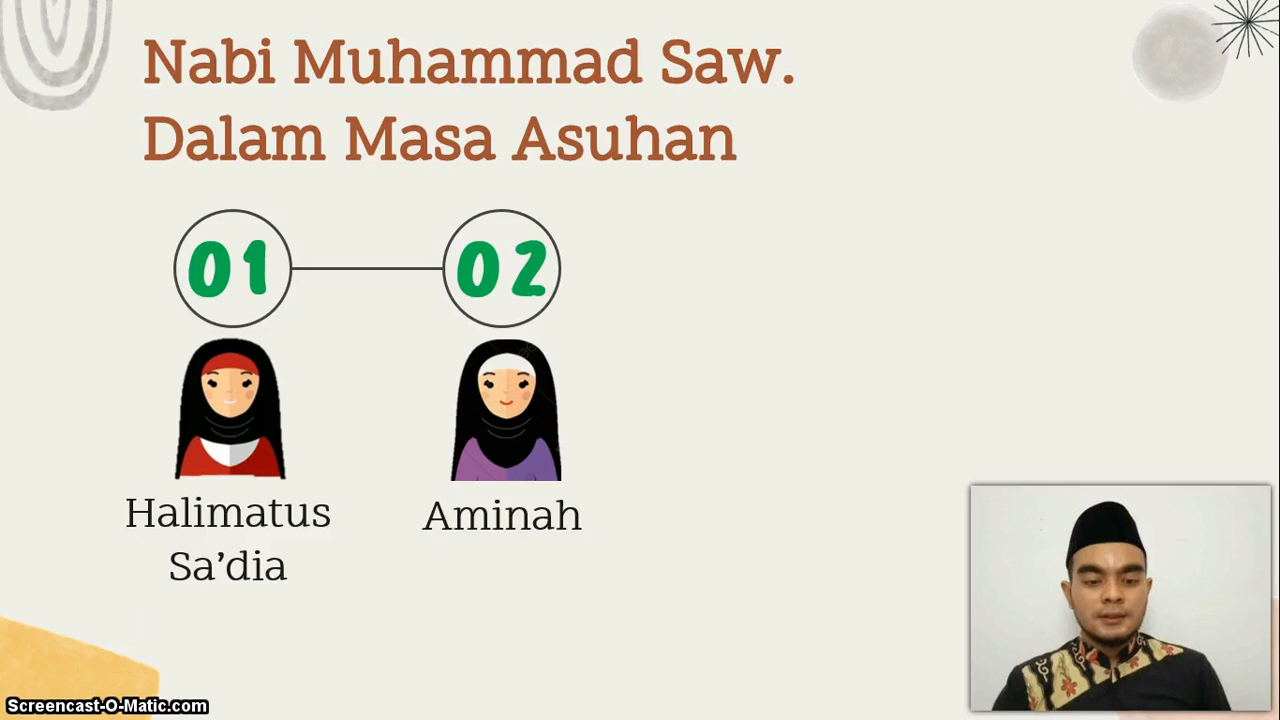 Nabi Muhammad Saw.
Dalam Masa Asuhan
01
02
Halimatus
Sa’dia
Aminah
Screencast-O-Matic.com